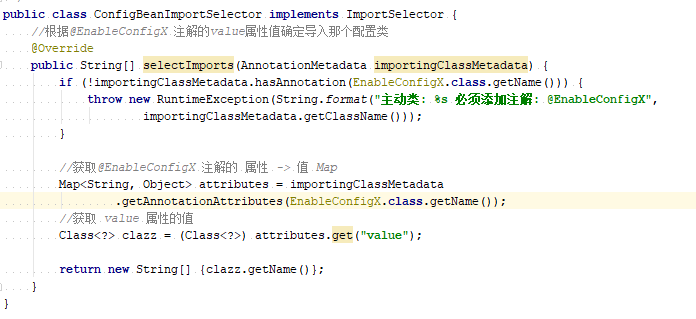 public class ConfigBeanImportSelector implements ImportSelector {
//根据@EnableConfigX 注解的value属性值确定导入那个配置类
@Override
public String[] selectImports(AnnotationMetadata importingClassMetadata) {
if (!importingClassMetadata.hasAnnotation(EnableConfigX.class.getName())) {
throw new RuntimeException(String.format("主动类: %s 必须添加注解: @EnableConfigX",
importingClassMetadata.getClassName()));
}
//获取@EnableConfigX 注解的 属性 -> 值 Map
Map<String, Object> attributes = importingClassMetadata
.getAnnotationAttributes(EnableConfigX.class.getName());
//获取 value 属性的值
Class<?> clazz = (Class<?>) attributes.get("value");
return new String[] {clazz.getName()};
}
}